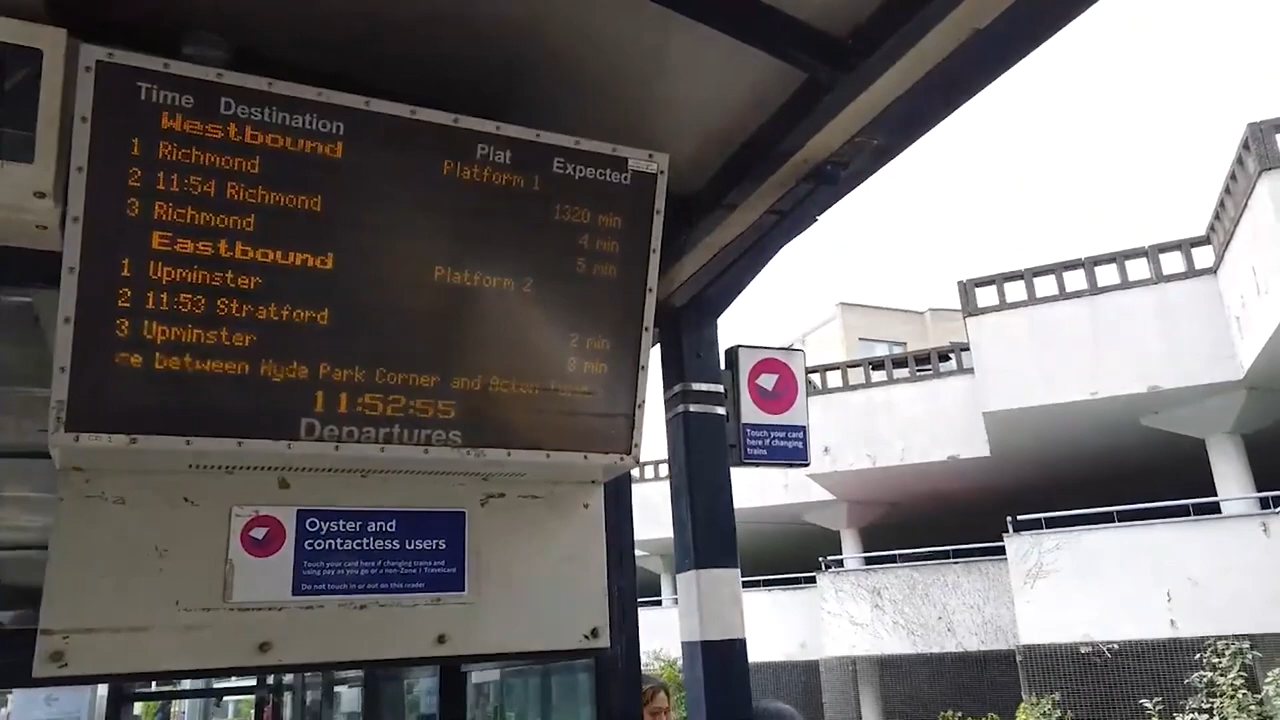 Time Destination Plat Expected
Westbound Platform 1
1 Richmond 1320 min
2 11:54 Richmond 4 min
3 Richmond 5 min
Eastbound Platform 2
1 Upminster 2 min
2 11:53 Stratford 8 min
3 Upminster
between Hyde Park Corner and Acton
11:52:55
Departures
Oyster and
contactless users
Touch your card here if changing trains and
using pay as you go or a non-Zone 1 Travelcard
Do not touch in or out on this reader
Touch your card
here if changing
trains